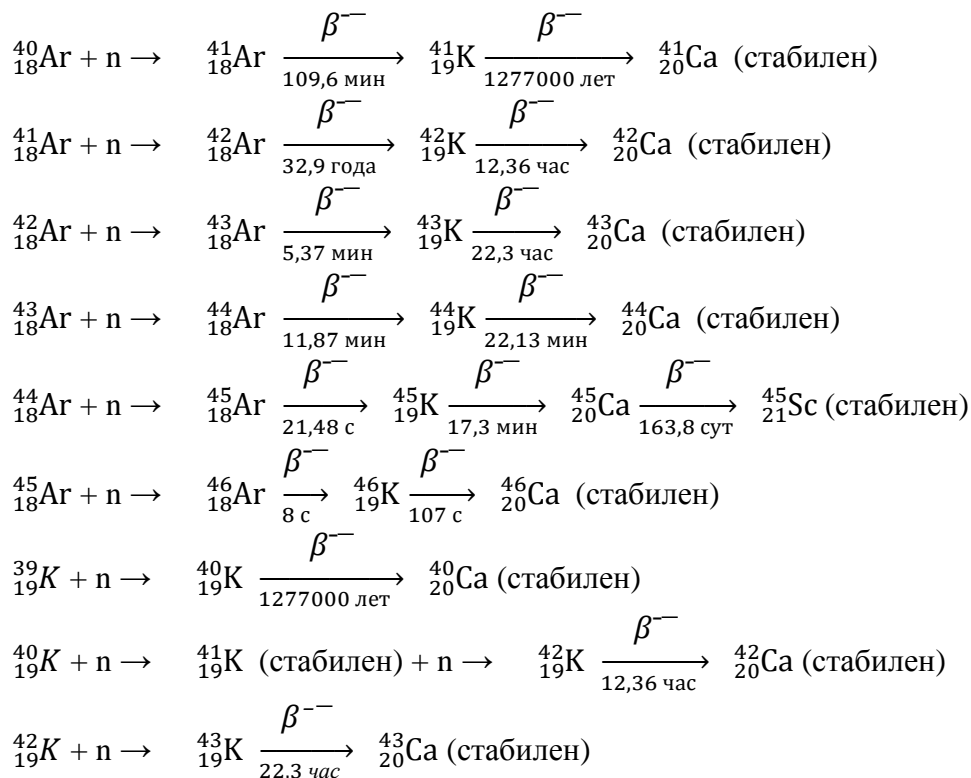 ⁴⁰₁₈Ar + n → ⁴¹₁₈Ar β⁻ → 109,6 мин ⁴¹₁₉K β⁻ → 1277000 лет ⁴¹₂₀Ca (стабилен)
⁴¹₁₈Ar + n → ⁴²₁₈Ar β⁻ → 32,9 года ⁴²₁₉K β⁻ → 12,36 час ⁴²₂₀Ca (стабилен)
⁴²₁₈Ar + n → ⁴³₁₈Ar β⁻ → 5,37 мин ⁴³₁₉K β⁻ → 22,3 час ⁴³₂₀Ca (стабилен)
⁴³₁₈Ar + n → ⁴⁴₁₈Ar β⁻ → 11,87 мин ⁴⁴₁₉K β⁻ → 22,13 мин ⁴⁴₂₀Ca (стабилен)
⁴⁴₁₈Ar + n → ⁴⁵₁₈Ar β⁻ → 21,48 с ⁴⁵₁₉K β⁻ → 17,3 мин ⁴⁵₂₀Ca β⁻ → 163,8 сут ⁴⁵₂₁Sc (стабилен)
⁴⁵₁₈Ar + n → ⁴⁶₁₈Ar β⁻ → 8 с ⁴⁶₁₉K β⁻ → 107 с ⁴⁶₂₀Ca (стабилен)
³⁹₁₉K + n → ⁴⁰₁₉K β⁻ → 1277000 лет ⁴⁰₂₀Ca (стабилен)
⁴⁰₁₉K + n → ⁴¹₁₉K (стабилен) + n → ⁴²₁₉K β⁻ → 12,36 час ⁴²₂₀Ca (стабилен)
⁴²₁₉K + n → ⁴³₁₉K β⁻ → 22,3 час ⁴³₂₀Ca (стабилен)